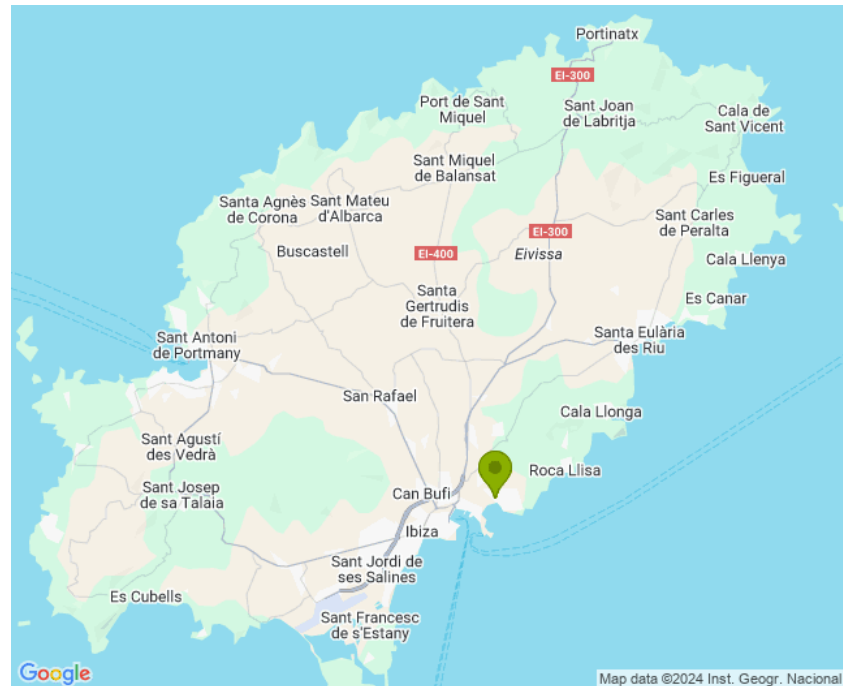 Portinatx
EI-300
Port de Sant
Miquel
Sant Joan
de Labritja
Cala de
Sant Vicent
Sant Miquel
de Balansat
Es Figueral
Santa Agnès
de Corona
Sant Mateu
d'Albarca
Sant Carles
de Peralta
EI-300
Buscastell
EI-400
Eivissa
Cala Llenya
Santa
Gertrudis
de Fruitera
Es Canar
Sant Antoni
de Portmany
Santa Eulària
des Riu
San Rafael
Cala Llonga
Sant Agustí
des Vedrà
Roca Llisa
Sant Josep
de sa Talaia
Can Bufi
Ibiza
Sant Jordi de
ses Salines
Es Cubells
Sant Francesc
de s'Estany
Google
Map data ©2024 Inst. Geogr. Nacional